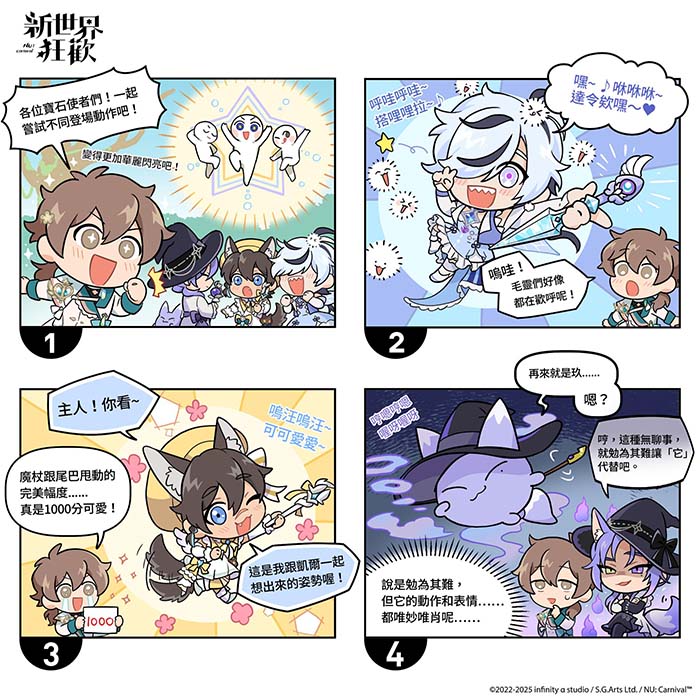 新世界
NU: carnival
狂歡
各位寶石使者們！一起
嘗試不同登場動作吧！
變得更加華麗閃亮吧！
1
呼哇呼哇~
搭哩哩拉~♪
嘿~♪咻咻咻~
達令欸嘿～♥
嗚哇！
毛靈們好像
都在歡呼呢！
2
主人！你看~
嗚汪嗚汪~
可可愛愛~
魔杖跟尾巴甩動的
完美幅度……
真是1000分可愛！
1000
這是我跟凱爾一起
想出來的姿勢喔！
3
再來就是玖……
嗯？
哼，這種無聊事，
就勉為其難讓「它」
代替吧。
說是勉為其難，
但它的動作和表情……
都唯妙唯肖呢……
4
©2022-2025 infinity α studio / S.G.Arts Ltd. / NU: Carnival™